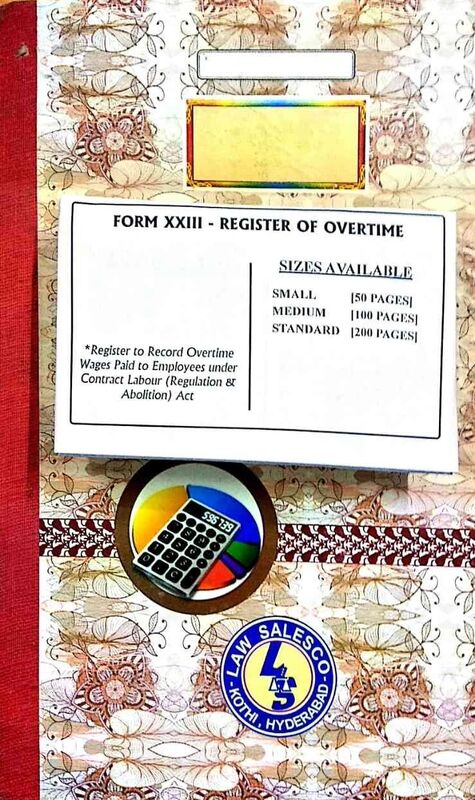 FORM XXIII - REGISTER OF OVERTIME
*Register to Record Overtime
Wages Paid to Employees under
Contract Labour (Regulation &
Abolition) Act
SIZES AVAILABLE
SMALL [50 PAGES]
MEDIUM [100 PAGES]
STANDARD [200 PAGES]
LAW SALESCO
LS
KOTHI, HYDERABAD